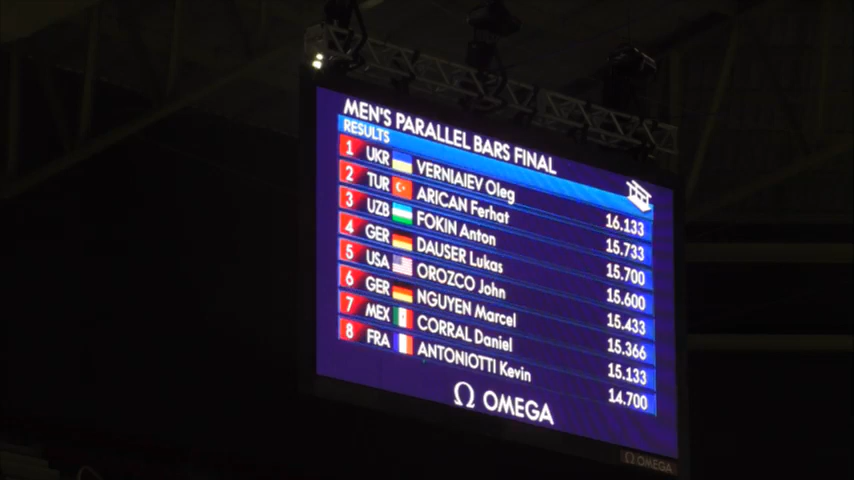 MEN'S PARALLEL BARS FINAL
RESULTS
1 UKR VERNIAIEV Oleg 16.133
2 TUR ARICAN Ferhat 15.733
3 UZB FOKIN Anton 15.700
4 GER DAUSER Lukas 15.600
5 USA OROZCO John 15.433
6 GER NGUYEN Marcel 15.366
7 MEX CORRAL Daniel 15.133
8 FRA ANTONIOTTI Kevin 14.700
Ω OMEGA
Ω OMEGA